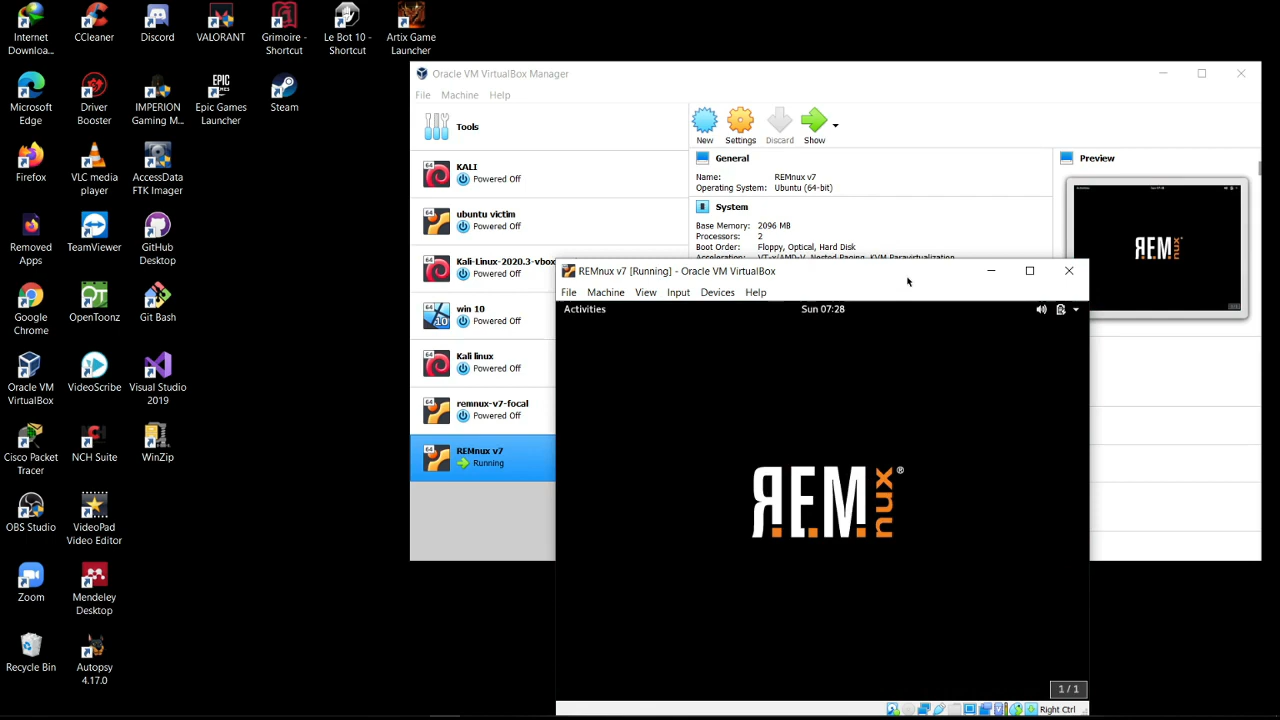 Internet
Downloa...
CCleaner
Discord
VALORANT
Grimoire -
Shortcut
Le Bot 10 -
Shortcut
Artix Game
Launcher
Microsoft
Edge
Driver
Booster
IMPERION
Gaming M...
Epic Games
Launcher
Steam
Firefox
VLC media
player
AccessData
FTK Imager
Removed
Apps
TeamViewer
GitHub
Desktop
Google
Chrome
OpenToonz
Git Bash
Oracle VM
VirtualBox
VideoScribe
Visual Studio
2019
Cisco Packet
Tracer
NCH Suite
WinZip
OBS Studio
VideoPad
Video Editor
Zoom
Mendeley
Desktop
Recycle Bin
Autopsy
4.17.0
Oracle VM VirtualBox Manager
File Machine Help
Tools
New Settings Discard Show
KALI
Powered Off
ubuntu victim
Powered Off
Kali-Linux-2020.3-vbox
Powered Off
win 10
Powered Off
Kali linux
Powered Off
remnux-v7-focal
Powered Off
REMnux v7
Running
General
Name: REMnux v7
Operating System: Ubuntu (64-bit)
System
Base Memory: 2096 MB
Processors: 2
Boot Order: Floppy, Optical, Hard Disk
Acceleration: VT-x/AMD-V, Nested Paging, KVM Paravirtualization
Preview
REMnux v7 [Running] - Oracle VM VirtualBox
File Machine View Input Devices Help
Activities Sun 07:28
REMnux®
1 / 1
Right Ctrl